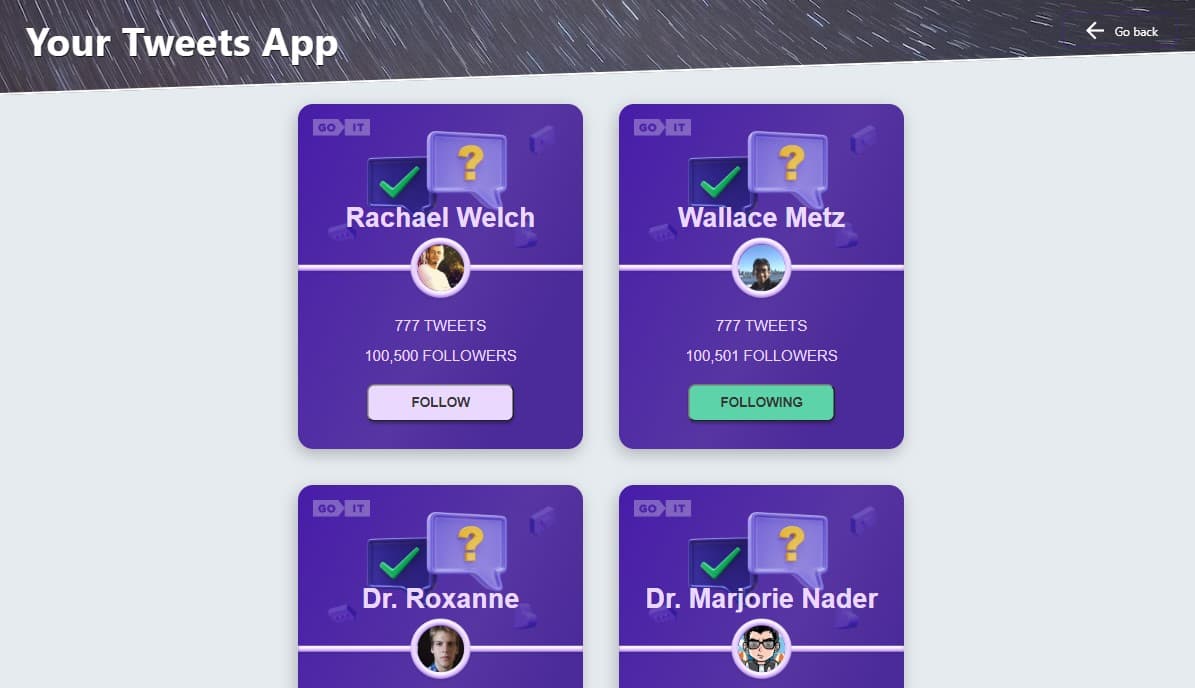 Your Tweets App
Go back
GO IT
?
Rachael Welch
777 TWEETS
100,500 FOLLOWERS
FOLLOW
GO IT
?
Wallace Metz
777 TWEETS
100,501 FOLLOWERS
FOLLOWING
GO IT
?
Dr. Roxanne
GO IT
?
Dr. Marjorie Nader